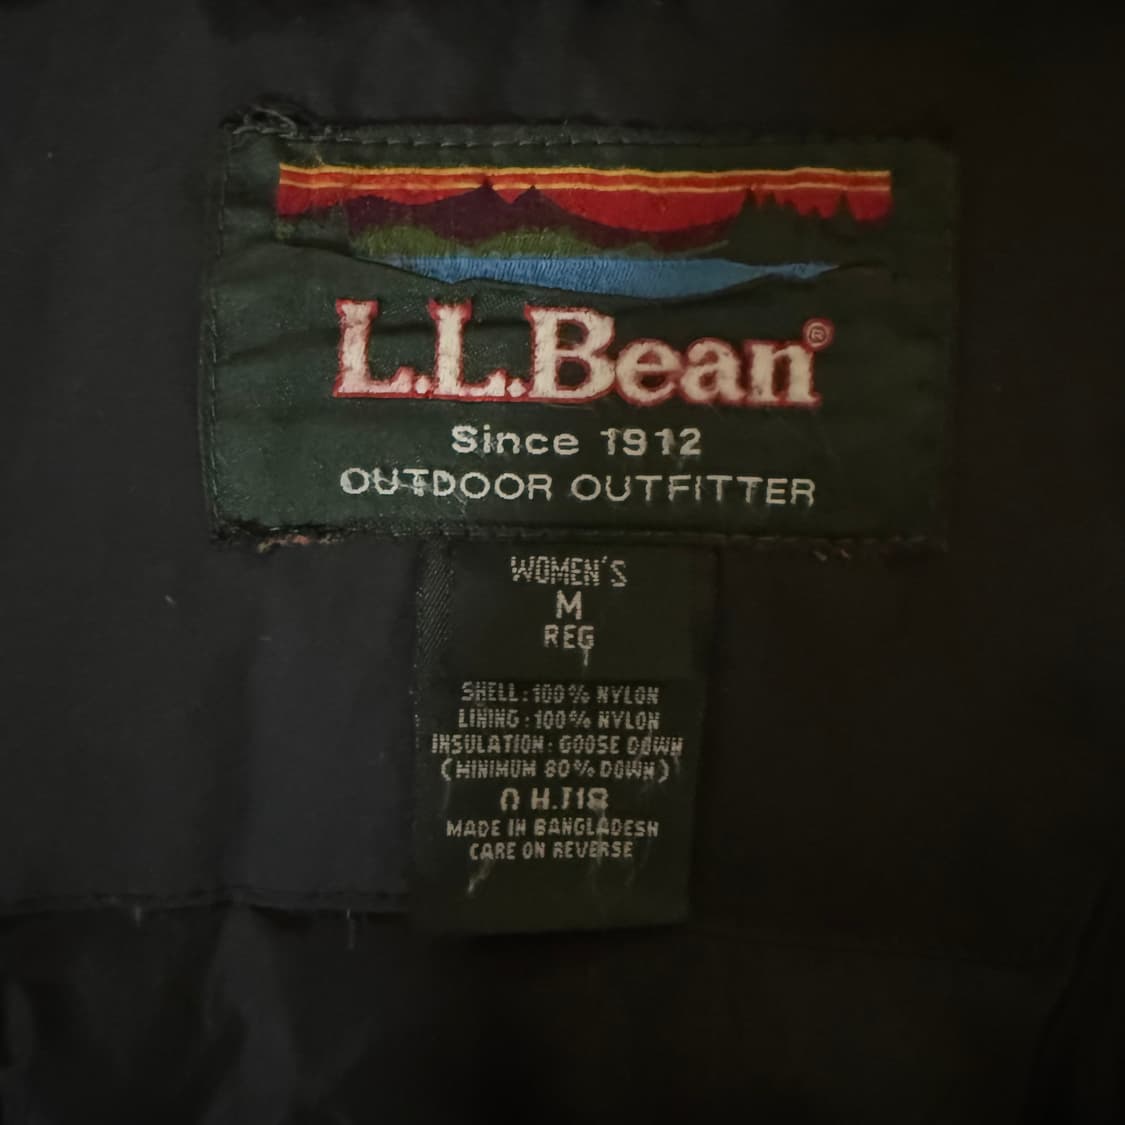 L.L.Bean®
Since 1912
OUTDOOR OUTFITTER
WOMEN'S
M
REG
SHELL: 100% NYLON
LINING: 100% NYLON
INSULATION: GOOSE DOWN
(MINIMUM 80% DOWN)
MADE IN BANGLADESH
CARE ON REVERSE